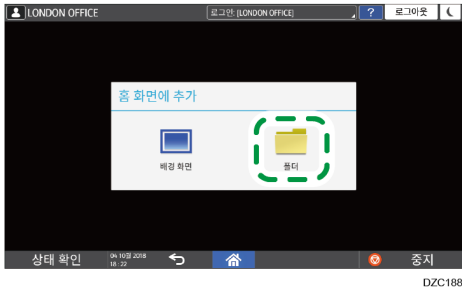 LONDON OFFICE
로그인: [LONDON OFFICE]
?
로그아웃
홈 화면에 추가
배경 화면
폴더
상태 확인
04 10월 2018
18 : 22
중지
DZC188